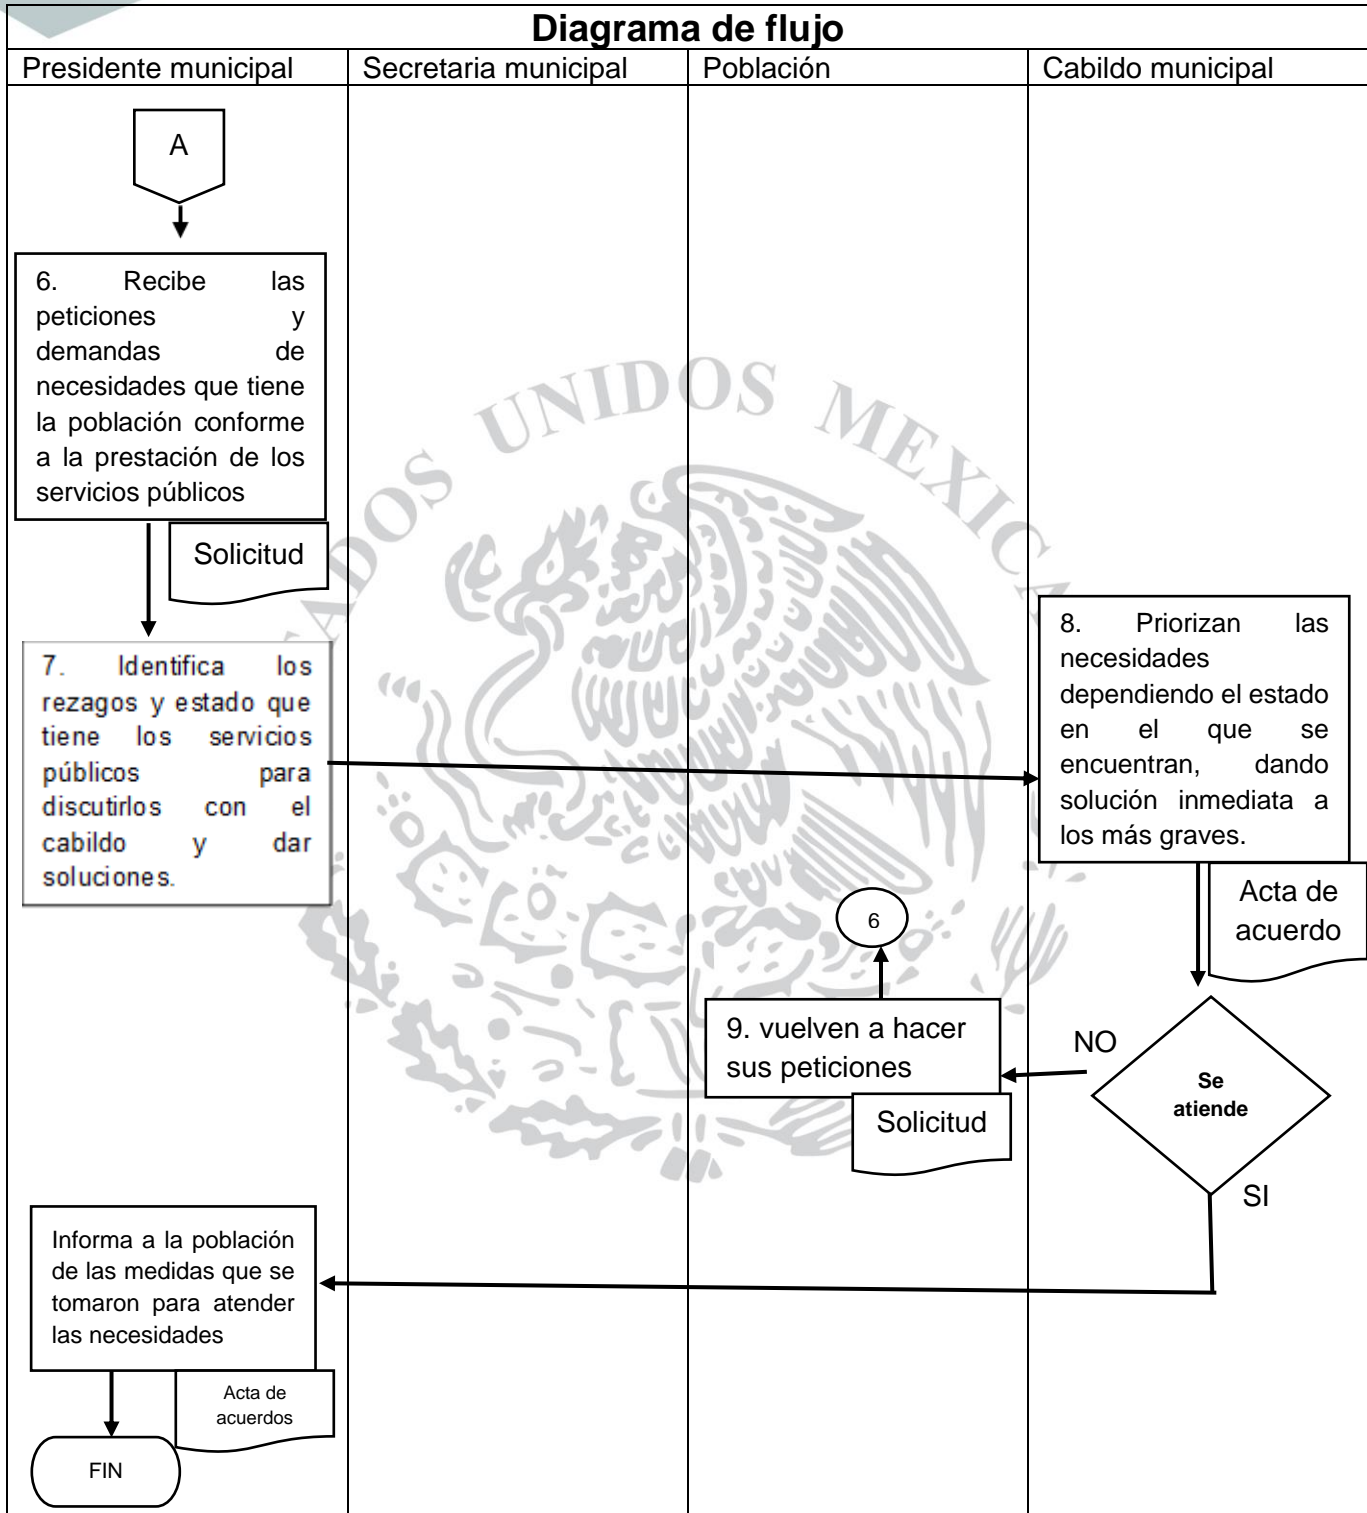 Diagrama de flujo
Presidente municipal
Secretaria municipal
Población
Cabildo municipal
A
6. Recibe las
peticiones y
demandas de
necesidades que tiene
la población conforme
a la prestación de los
servicios públicos
Solicitud
7. Identifica los
rezagos y estado que
tiene los servicios
públicos para
discutirlos con el
cabildo y dar
soluciones.
8. Priorizan las
necesidades
dependiendo el estado
en el que se
encuentran, dando
solución inmediata a
los más graves.
Acta de
acuerdo
Se
atiende
NO
SI
6
9. vuelven a hacer
sus peticiones
Solicitud
Informa a la población
de las medidas que se
tomaron para atender
las necesidades
Acta de
acuerdos
FIN
TADOS UNIDOS MEXICA